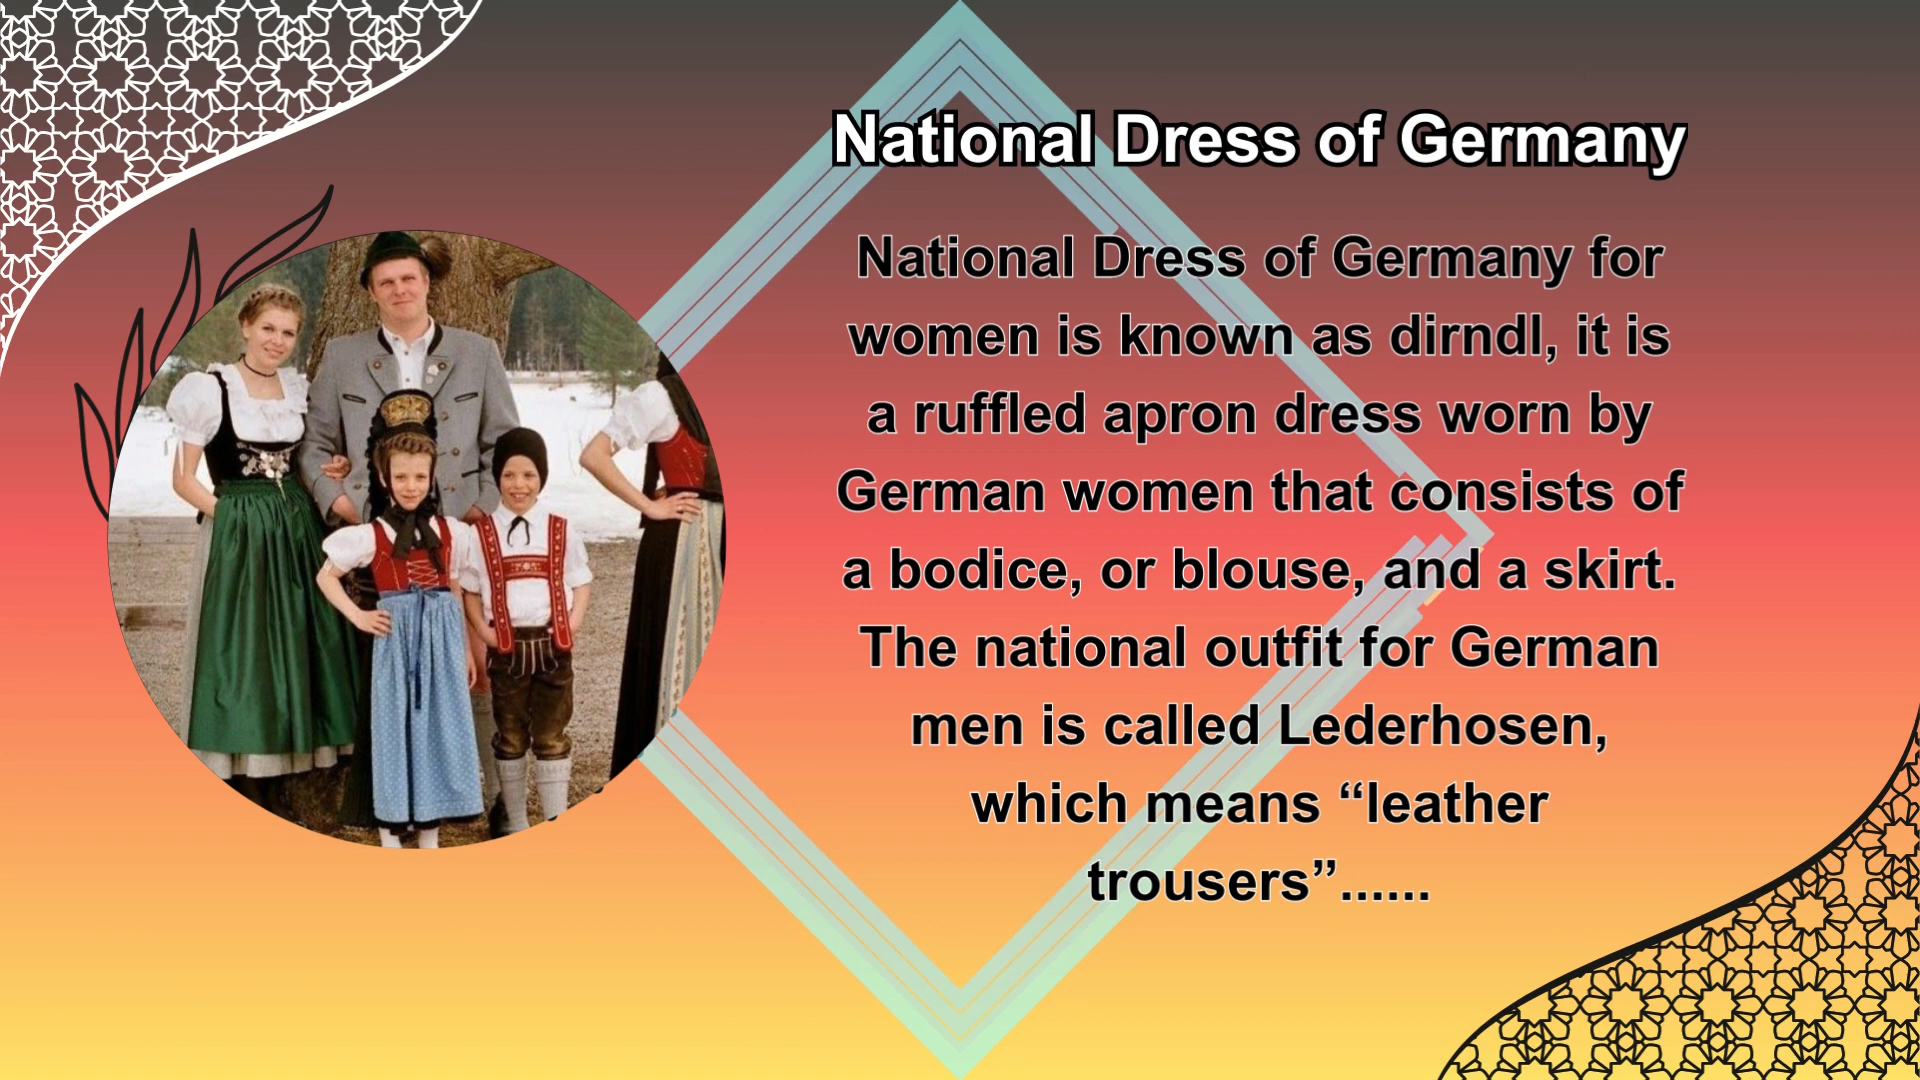 National Dress of Germany
National Dress of Germany for
women is known as dirndl, it is
a ruffled apron dress worn by
German women that consists of
a bodice, or blouse, and a skirt.
The national outfit for German
men is called Lederhosen,
which means “leather
trousers”......